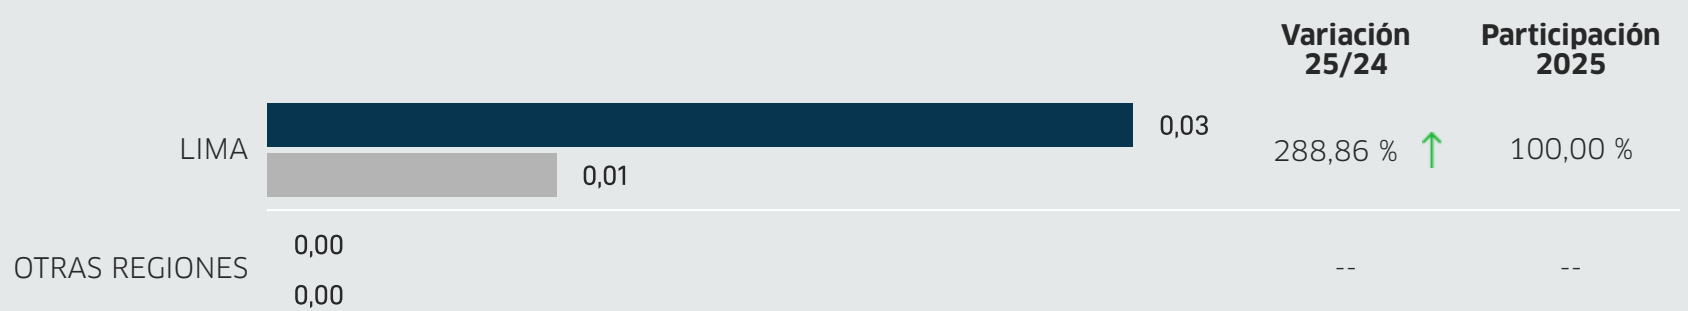 Variación
25/24
Participación
2025
LIMA
0,03
0,01
288,86 %
100,00 %
OTRAS REGIONES
0,00
0,00
--
--